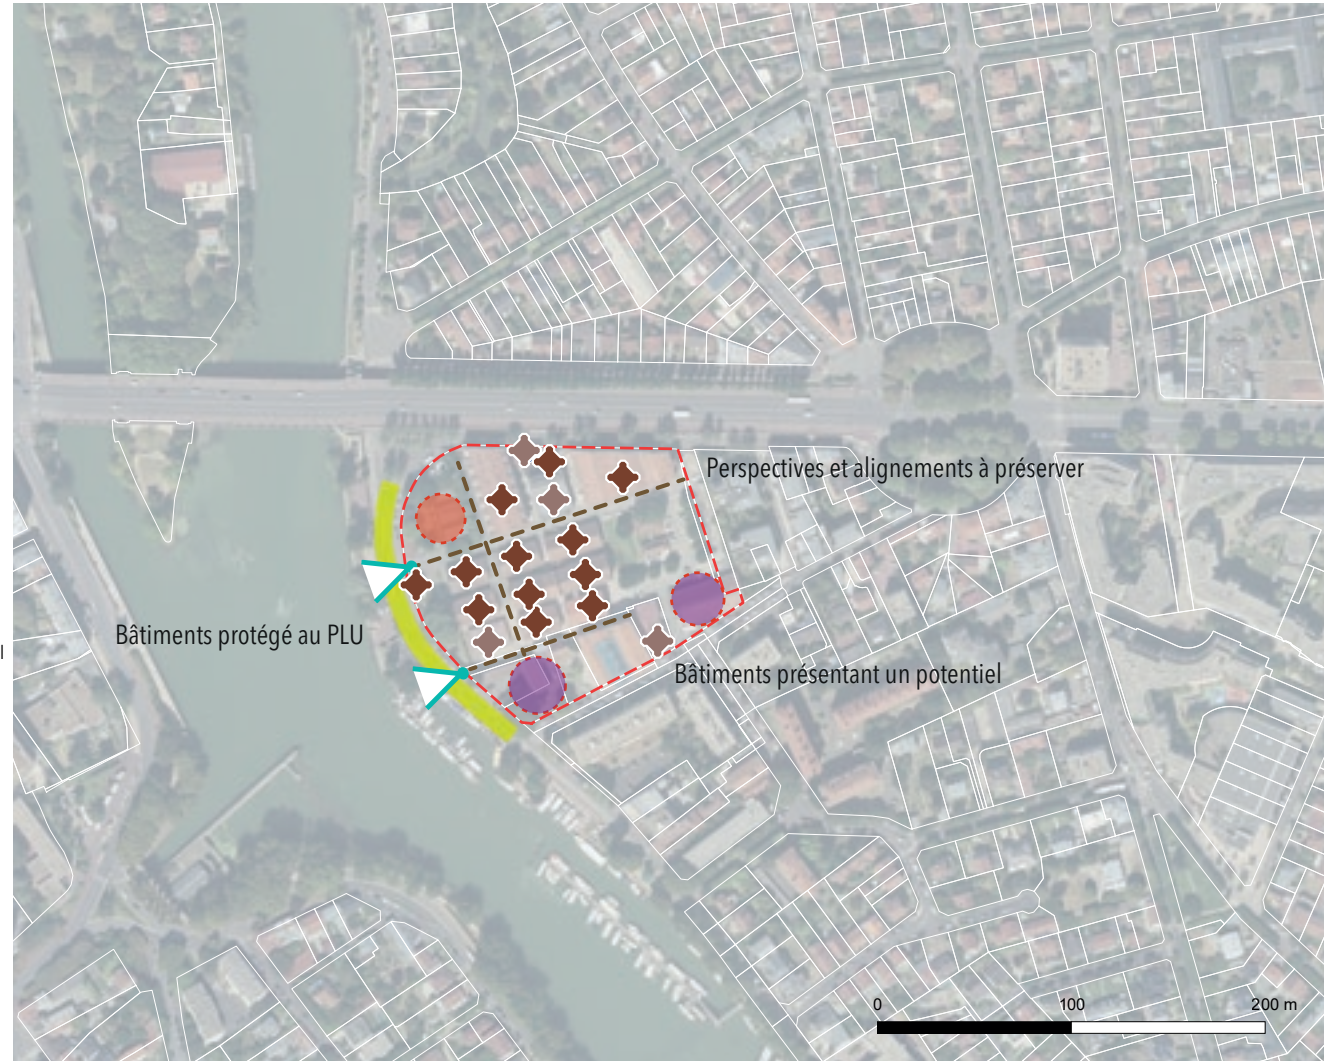 Perspectives et alignements à préserver
Bâtiments protégé au PLU
Bâtiments présentant un potentiel
0 100 200 m